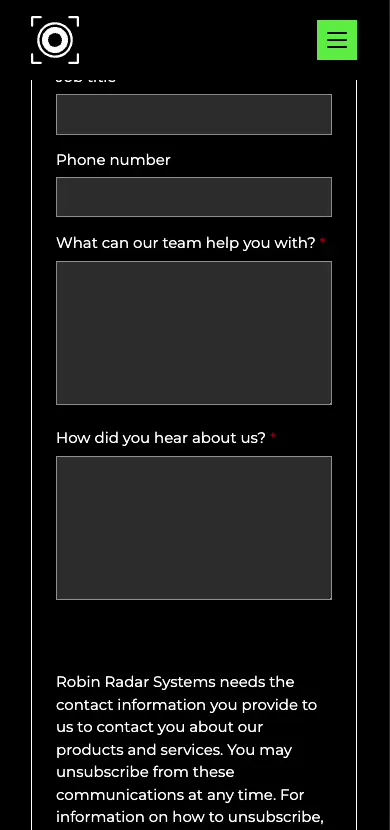 Job title
Phone number
What can our team help you with? *
How did you hear about us? *
Robin Radar Systems needs the
contact information you provide to
us to contact you about our
products and services. You may
unsubscribe from these
communications at any time. For
information on how to unsubscribe,